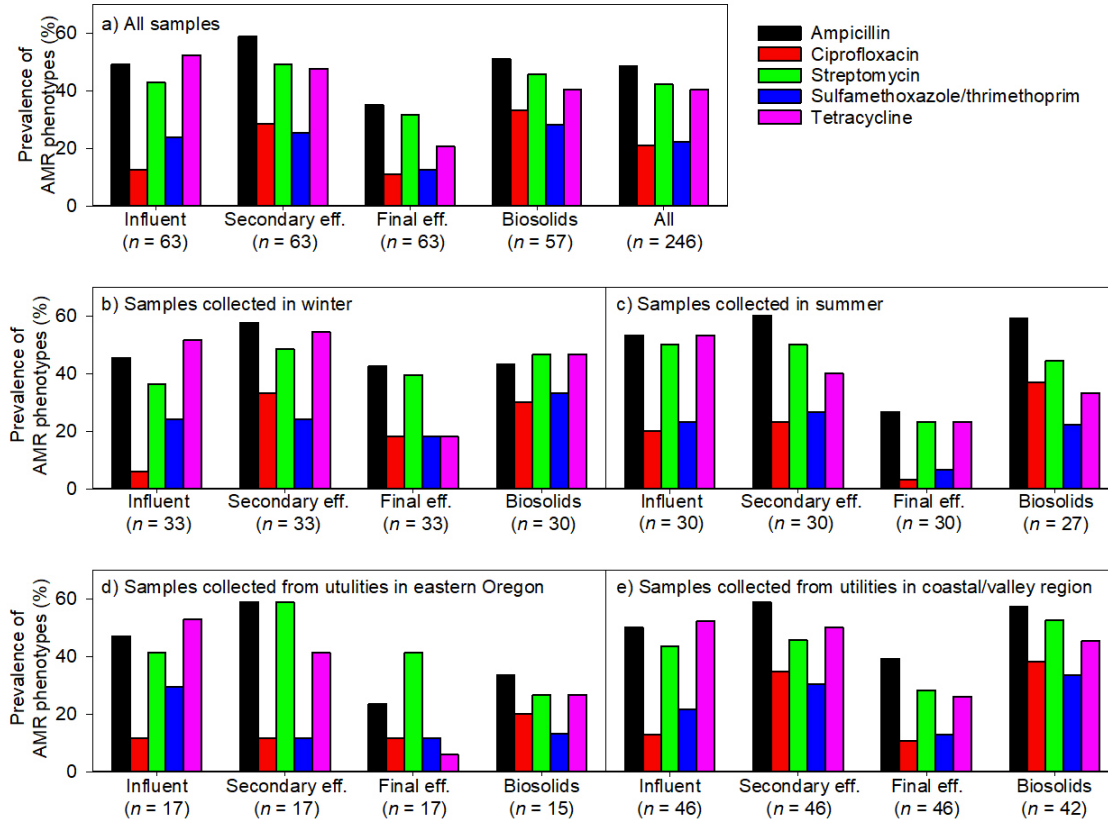 a) All samples
Prevalence of
AMR phenotypes (%)
60
40
20
0
Influent
(n = 63)
Secondary eff.
(n = 63)
Final eff.
(n = 63)
Biosolids
(n = 57)
All
(n = 246)
Ampicillin
Ciprofloxacin
Streptomycin
Sulfamethoxazole/thrimethoprim
Tetracycline
b) Samples collected in winter
Prevalence of
AMR phenotypes (%)
60
40
20
0
Influent
(n = 33)
Secondary eff.
(n = 33)
Final eff.
(n = 33)
Biosolids
(n = 30)
c) Samples collected in summer
Influent
(n = 30)
Secondary eff.
(n = 30)
Final eff.
(n = 30)
Biosolids
(n = 27)
d) Samples collected from utulities in eastern Oregon
Prevalence of
AMR phenotypes (%)
60
40
20
0
Influent
(n = 17)
Secondary eff.
(n = 17)
Final eff.
(n = 17)
Biosolids
(n = 15)
e) Samples collected from utilities in coastal/valley region
Influent
(n = 46)
Secondary eff.
(n = 46)
Final eff.
(n = 46)
Biosolids
(n = 42)